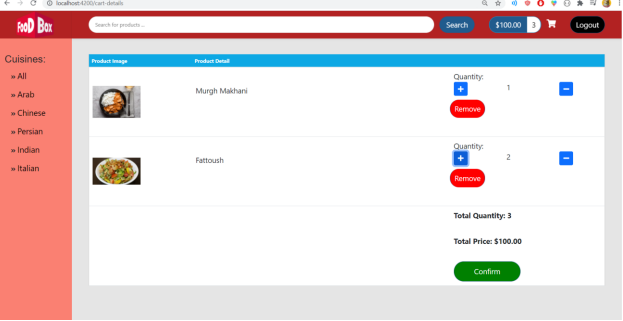 localhost:4200/cart-details
FooD Box
Search for products...
Search
$100.00 3
Logout
Cuisines:
» All
» Arab
» Chinese
» Persian
» Indian
» Italian
Product Image Product Detail
Murgh Makhani
Quantity:
+ 1 −
Remove
Fattoush
Quantity:
+ 2 −
Remove
Total Quantity: 3
Total Price: $100.00
Confirm